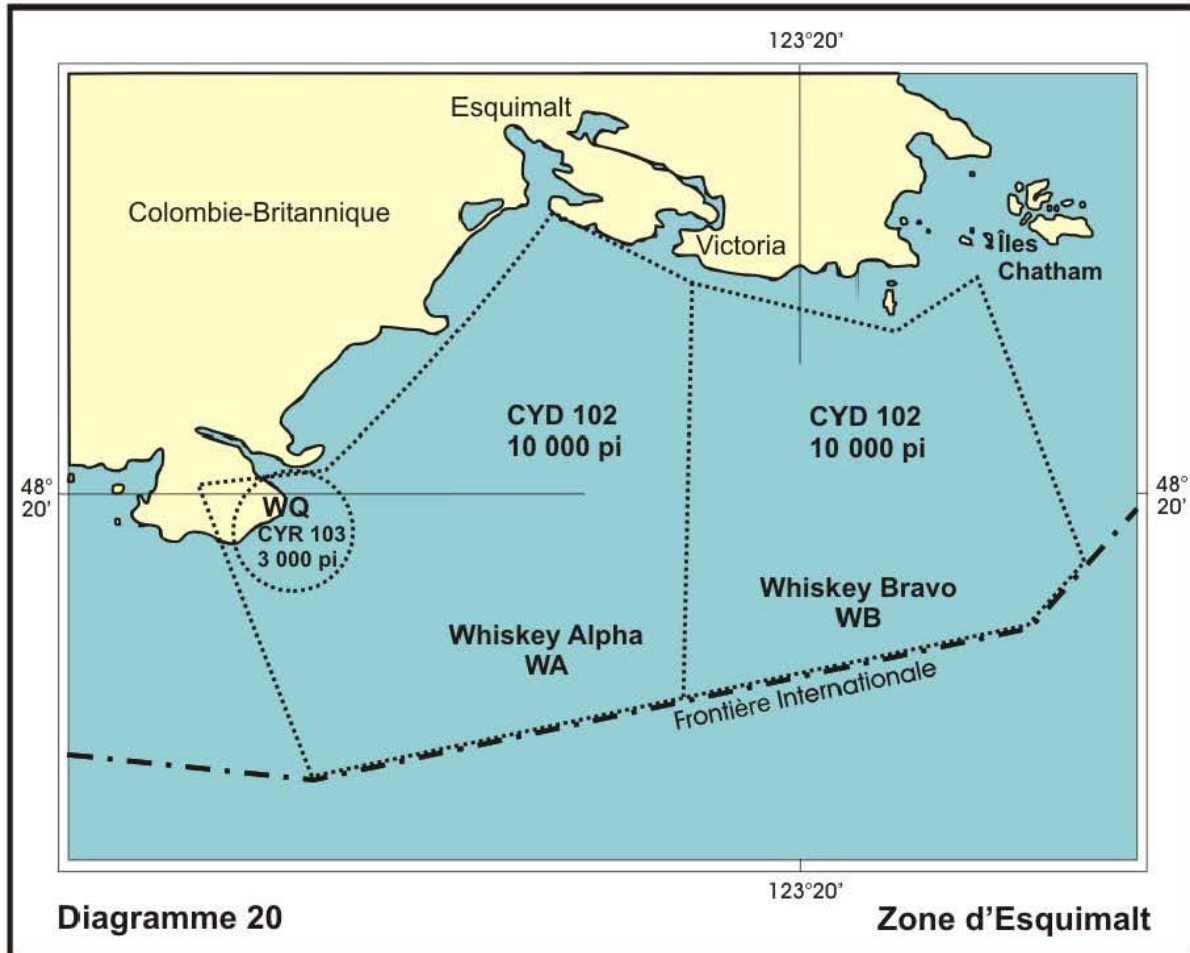 123°20'
Esquimalt
Colombie-Britannique
Victoria
Îles
Chatham
CYD 102
10 000 pi
CYD 102
10 000 pi
48°
20'
48°
20'
WQ
CYR 103
3 000 pi
Whiskey Bravo
WB
Whiskey Alpha
WA
Frontière Internationale
123°20'
Diagramme 20
Zone d'Esquimalt